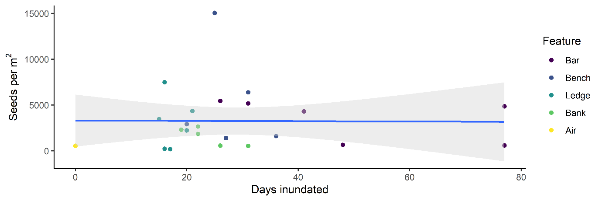 15000
10000
5000
0
Seeds per m²
0
20
40
60
80
Days inundated
Feature
Bar
Bench
Ledge
Bank
Air